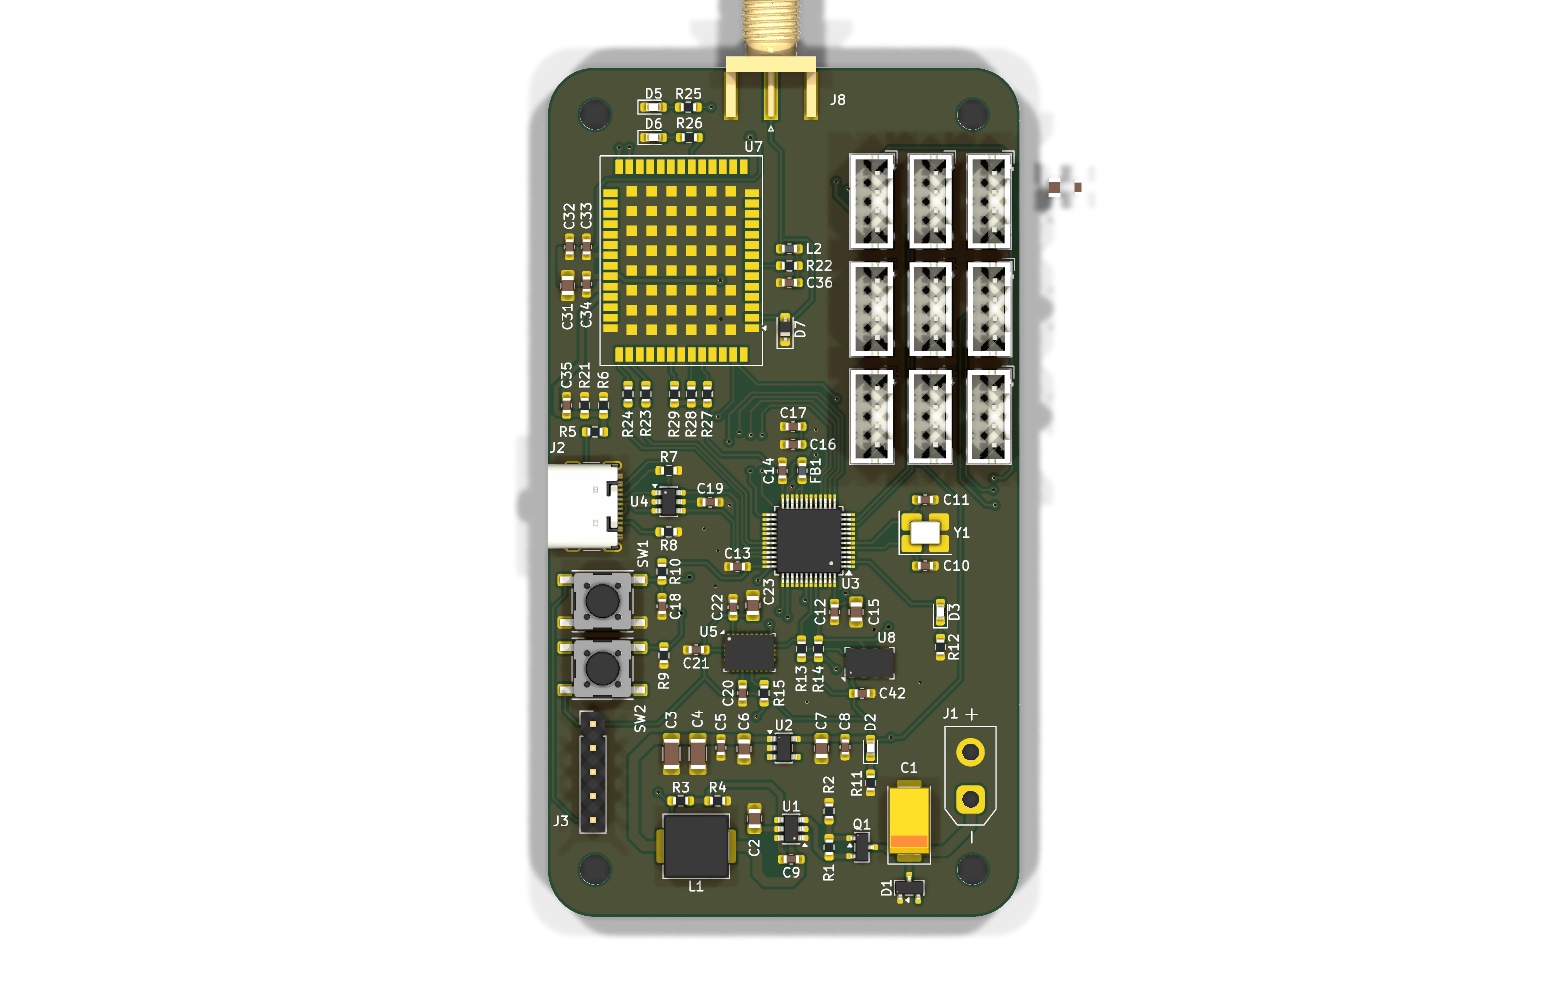 D5 R25
J8
D6 R26
U7
C32 C33
L2
R22
C36
C31 C34
D7
C35 R21 R6
R24 R23 R29 R28 R27
C17
R5
C16
J2
R7
C14 FB1
U4 C19
C11
R8
Y1
SW1
C13
R10
C10
U3
C18 C22 C23 C12 C15
D3
U5
U8
R12
C21
R9
R13 R14
C20 R15
C42
SW2
C3 C4 C5 C6 U2 C7 C8 D2
J1 +
C1
R3 R4
R2 R11
U1
J3
Q1
C2
C9 R1
−
L1
D1